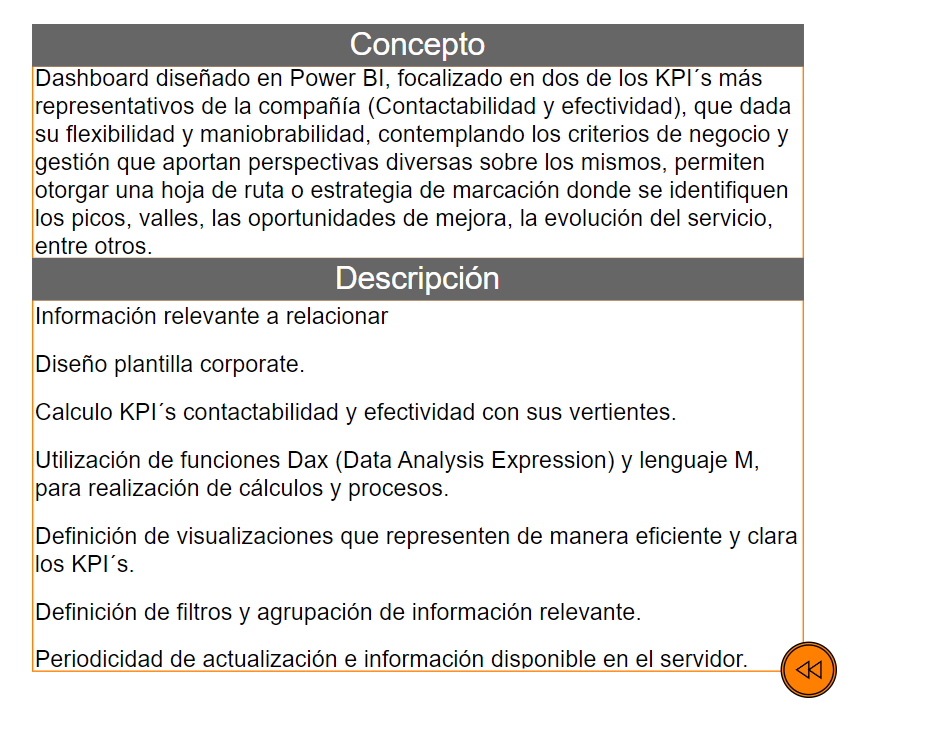 Concepto
Dashboard diseñado en Power BI, focalizado en dos de los KPI´s más
representativos de la compañía (Contactabilidad y efectividad), que dada
su flexibilidad y maniobrabilidad, contemplando los criterios de negocio y
gestión que aportan perspectivas diversas sobre los mismos, permiten
otorgar una hoja de ruta o estrategia de marcación donde se identifiquen
los picos, valles, las oportunidades de mejora, la evolución del servicio,
entre otros.
Descripción
Información relevante a relacionar
Diseño plantilla corporate.
Calculo KPI´s contactabilidad y efectividad con sus vertientes.
Utilización de funciones Dax (Data Analysis Expression) y lenguaje M,
para realización de cálculos y procesos.
Definición de visualizaciones que representen de manera eficiente y clara
los KPI´s.
Definición de filtros y agrupación de información relevante.
Periodicidad de actualización e información disponible en el servidor.